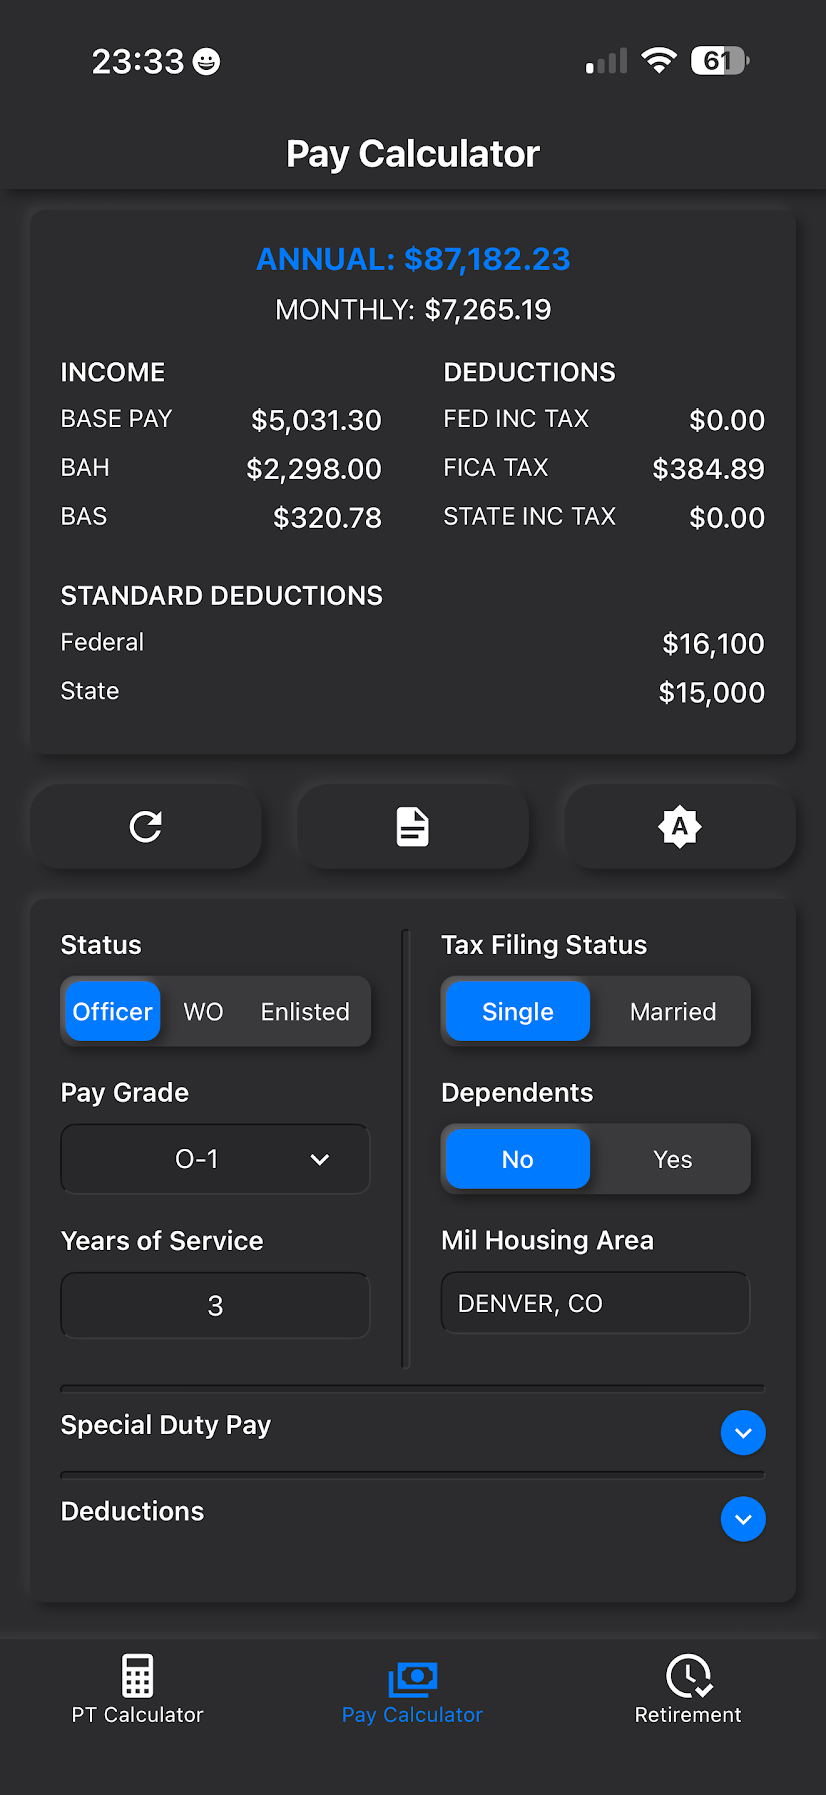 23:33
61
Pay Calculator
ANNUAL: $87,182.23
MONTHLY: $7,265.19
INCOME
BASE PAY $5,031.30
BAH $2,298.00
BAS $320.78
DEDUCTIONS
FED INC TAX $0.00
FICA TAX $384.89
STATE INC TAX $0.00
STANDARD DEDUCTIONS
Federal $16,100
State $15,000
A
Status
Officer WO Enlisted
Pay Grade
O-1
Years of Service
3
Tax Filing Status
Single Married
Dependents
No Yes
Mil Housing Area
DENVER, CO
Special Duty Pay
Deductions
PT Calculator Pay Calculator Retirement